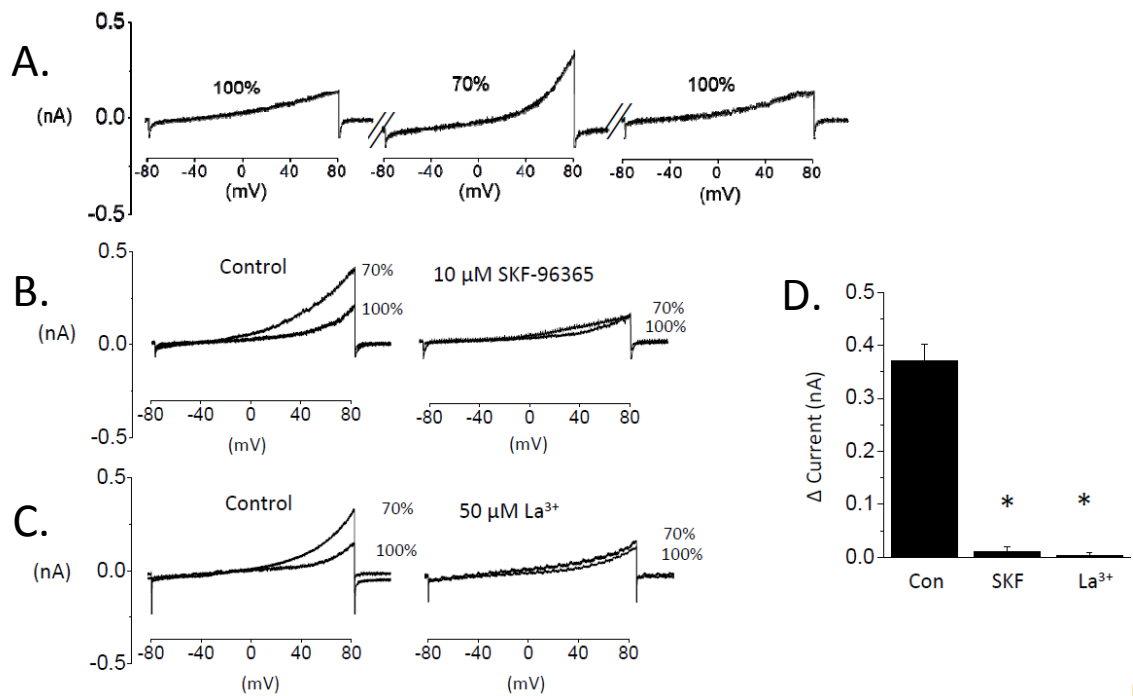 A.
0.5
0.0
-0.5
(nA)
100%
70%
100%
-80 -40 0 40 80
(mV)
-80 -40 0 40 80
(mV)
-80 -40 0 40 80
(mV)
B.
0.5
0.0
-0.5
(nA)
Control
70%
100%
10 µM SKF-96365
70%
100%
-80 -40 0 40 80
(mV)
-80 -40 0 40 80
(mV)
C.
0.5
0.0
-0.5
(nA)
Control
70%
100%
50 µM La³⁺
70%
100%
-80 -40 0 40 80
(mV)
-80 -40 0 40 80
(mV)
D.
Δ Current (nA)
0.5
0.4
0.3
0.2
0.1
0.0
* *
Con SKF La³⁺